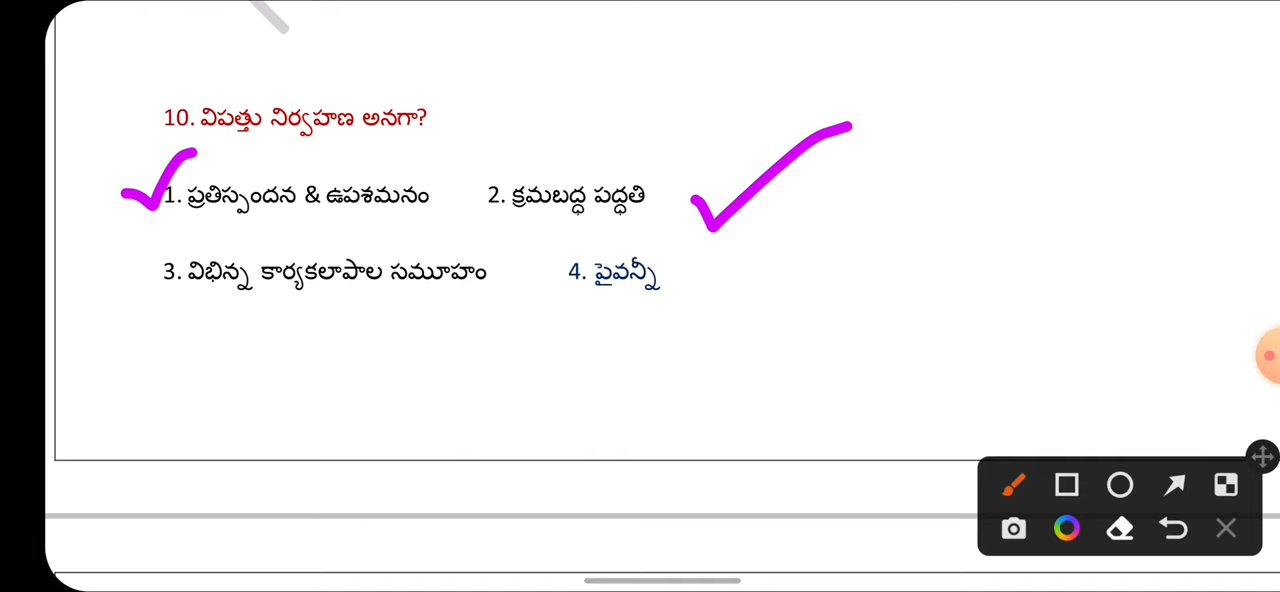 10. విపత్తు నిర్వహణ అనగా?
1. ప్రతిస్పందన & ఉపశమనం 2. క్రమబద్ధ పద్ధతి
3. విభిన్న కార్యకలాపాల సమూహం 4. పైవన్నీ